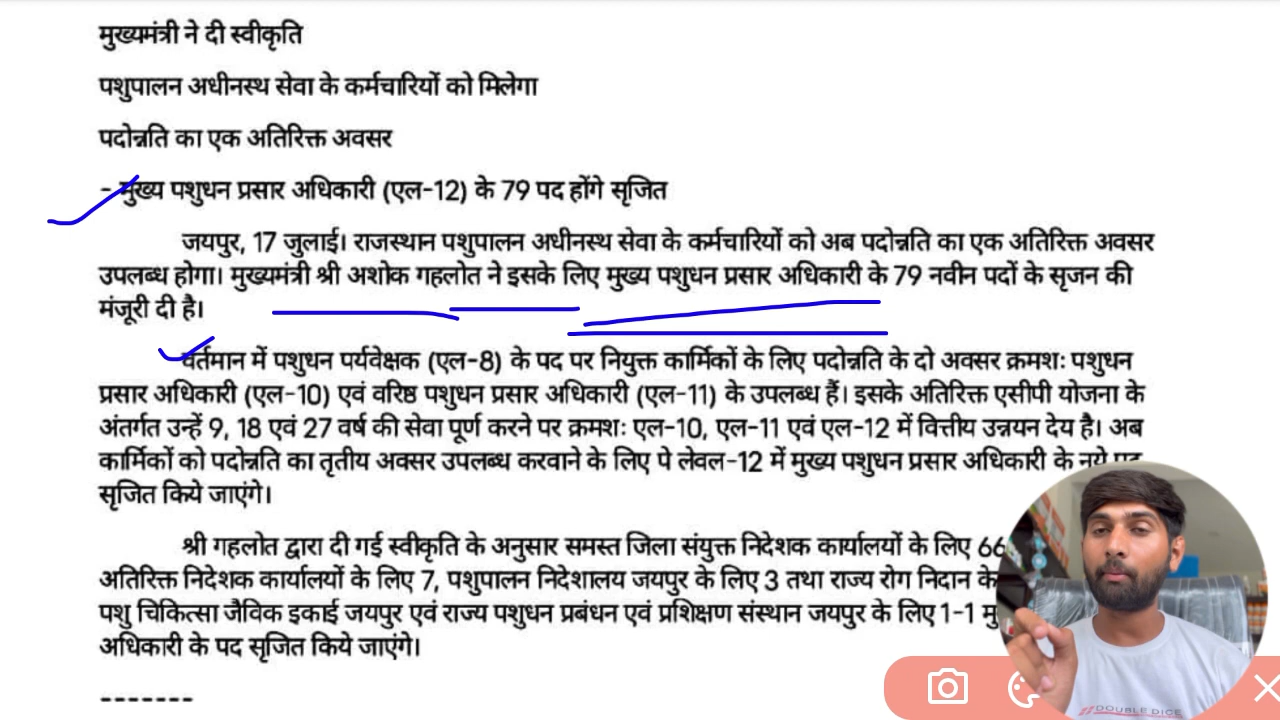 मुख्यमंत्री ने दी स्वीकृति
पशुपालन अधीनस्थ सेवा के कर्मचारियों को मिलेगा
पदोन्नति का एक अतिरिक्त अवसर
- मुख्य पशुधन प्रसार अधिकारी (एल-12) के 79 पद होंगे सृजित
जयपुर, 17 जुलाई। राजस्थान पशुपालन अधीनस्थ सेवा के कर्मचारियों को अब पदोन्नति का एक अतिरिक्त अवसर
उपलब्ध होगा। मुख्यमंत्री श्री अशोक गहलोत ने इसके लिए मुख्य पशुधन प्रसार अधिकारी के 79 नवीन पदों के सृजन की
मंजूरी दी है।
वर्तमान में पशुधन पर्यवेक्षक (एल-8) के पद पर नियुक्त कार्मिकों के लिए पदोन्नति के दो अवसर क्रमशः पशुधन
प्रसार अधिकारी (एल-10) एवं वरिष्ठ पशुधन प्रसार अधिकारी (एल-11) के उपलब्ध हैं। इसके अतिरिक्त एसीपी योजना के
अंतर्गत उन्हें 9, 18 एवं 27 वर्ष की सेवा पूर्ण करने पर क्रमशः एल-10, एल-11 एवं एल-12 में वित्तीय उन्नयन देय है। अब
कार्मिकों को पदोन्नति का तृतीय अवसर उपलब्ध करवाने के लिए पे लेवल-12 में मुख्य पशुधन प्रसार अधिकारी के नये पद
सृजित किये जाएंगे।
श्री गहलोत द्वारा दी गई स्वीकृति के अनुसार समस्त जिला संयुक्त निदेशक कार्यालयों के लिए 66
अतिरिक्त निदेशक कार्यालयों के लिए 7, पशुपालन निदेशालय जयपुर के लिए 3 तथा राज्य रोग निदान के
पशु चिकित्सा जैविक इकाई जयपुर एवं राज्य पशुधन प्रबंधन एवं प्रशिक्षण संस्थान जयपुर के लिए 1-1
अधिकारी के पद सृजित किये जाएंगे।
-------
DOUBLE DICE